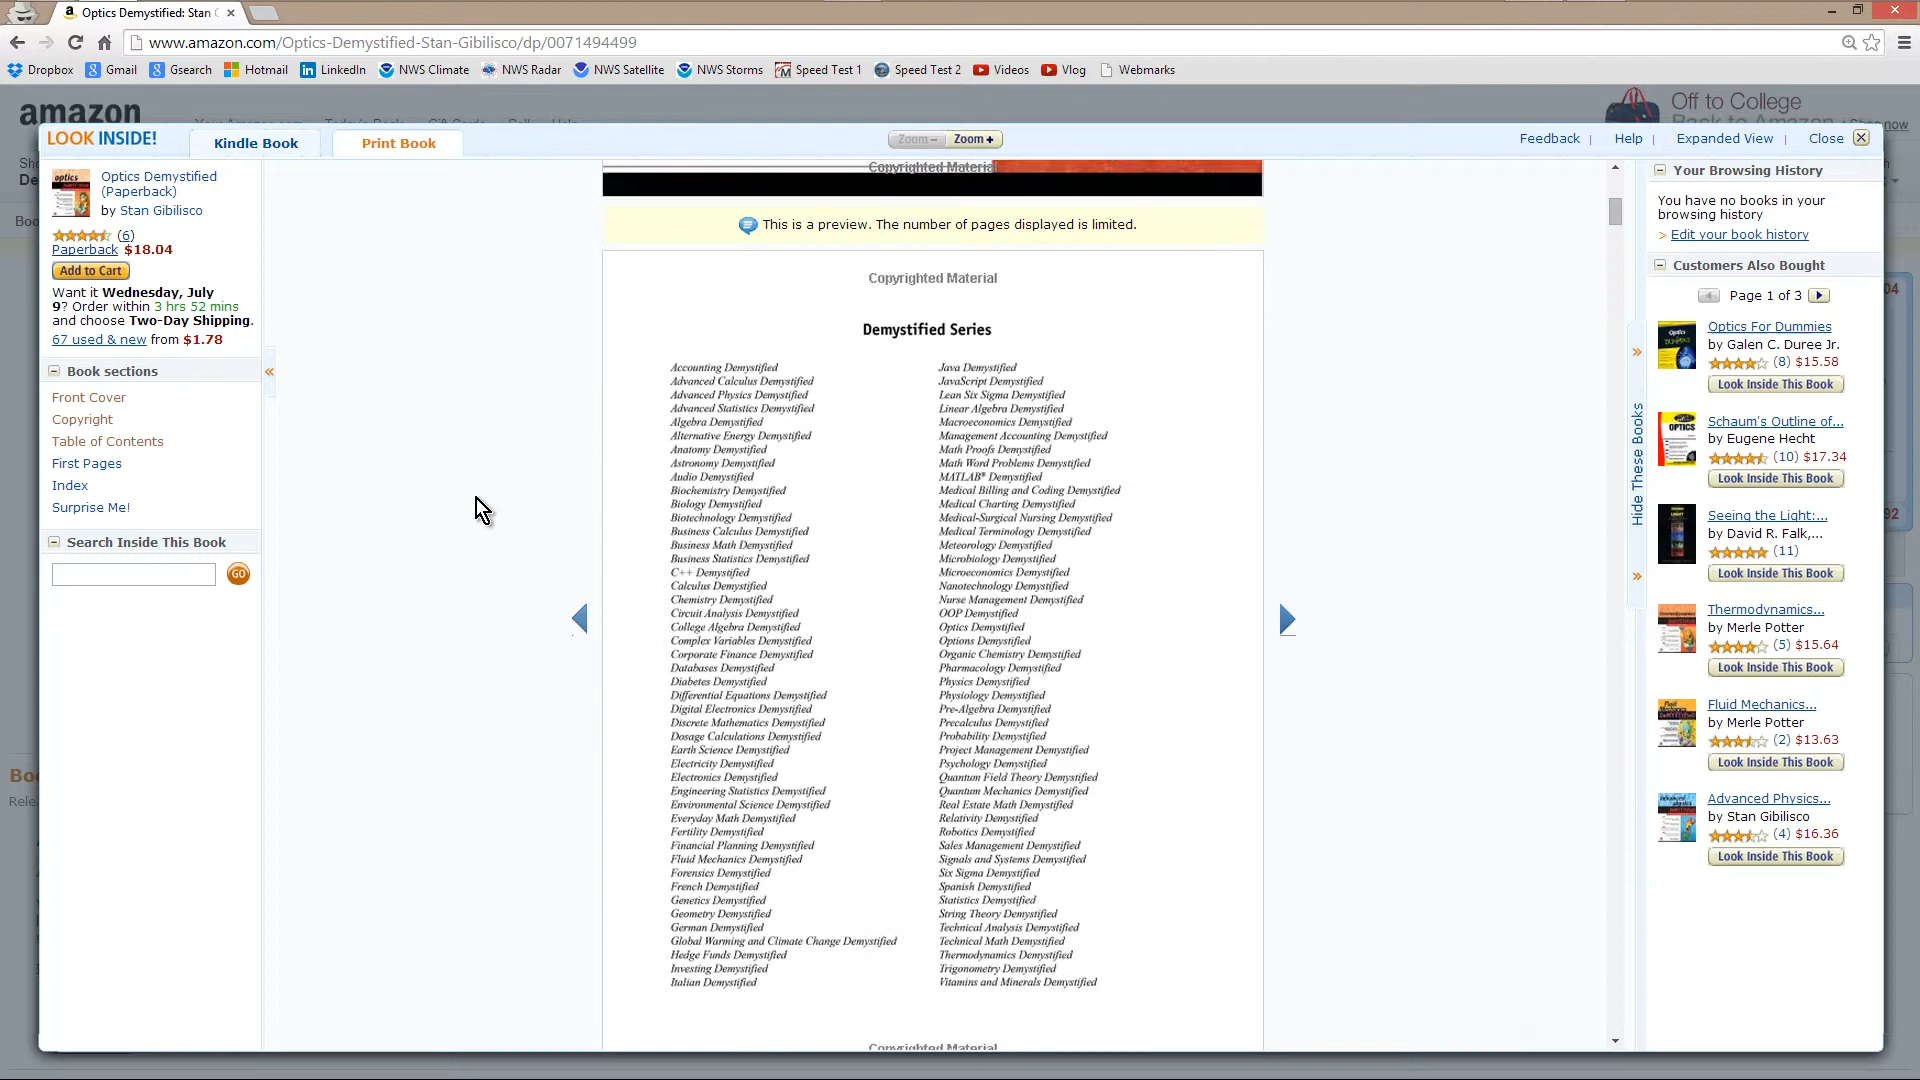 Optics Demystified: Stan G
www.amazon.com/Optics-Demystified-Stan-Gibilisco/dp/0071494499
Dropbox Gmail Gsearch Hotmail LinkedIn NWS Climate NWS Radar NWS Satellite NWS Storms Speed Test 1 Speed Test 2 Videos Vlog Webmarks
amazon
Off to College
LOOK INSIDE!
Kindle Book
Print Book
Zoom −
Zoom +
Feedback | Help | Expanded View | Close
optics
Optics Demystified
(Paperback)
by Stan Gibilisco
(6)
Paperback $18.04
Add to Cart
Want it Wednesday, July
9? Order within 3 hrs 52 mins
and choose Two-Day Shipping.
67 used & new from $1.78
Book sections
Front Cover
Copyright
Table of Contents
First Pages
Index
Surprise Me!
Search Inside This Book
GO
Copyrighted Material
This is a preview. The number of pages displayed is limited.
Copyrighted Material
Demystified Series
Accounting Demystified
Advanced Calculus Demystified
Advanced Physics Demystified
Advanced Statistics Demystified
Algebra Demystified
Alternative Energy Demystified
Anatomy Demystified
Astronomy Demystified
Audio Demystified
Biochemistry Demystified
Biology Demystified
Biotechnology Demystified
Business Calculus Demystified
Business Math Demystified
Business Statistics Demystified
C++ Demystified
Calculus Demystified
Chemistry Demystified
Circuit Analysis Demystified
College Algebra Demystified
Complex Variables Demystified
Corporate Finance Demystified
Databases Demystified
Diabetes Demystified
Differential Equations Demystified
Digital Electronics Demystified
Discrete Mathematics Demystified
Dosage Calculations Demystified
Earth Science Demystified
Electricity Demystified
Electronics Demystified
Engineering Statistics Demystified
Environmental Science Demystified
Everyday Math Demystified
Fertility Demystified
Financial Planning Demystified
Fluid Mechanics Demystified
Forensics Demystified
French Demystified
Genetics Demystified
Geometry Demystified
German Demystified
Global Warming and Climate Change Demystified
Hedge Funds Demystified
Investing Demystified
Italian Demystified
Java Demystified
JavaScript Demystified
Lean Six Sigma Demystified
Linear Algebra Demystified
Macroeconomics Demystified
Management Accounting Demystified
Math Proofs Demystified
Math Word Problems Demystified
MATLAB® Demystified
Medical Billing and Coding Demystified
Medical Charting Demystified
Medical-Surgical Nursing Demystified
Medical Terminology Demystified
Meteorology Demystified
Microbiology Demystified
Microeconomics Demystified
Nanotechnology Demystified
Nurse Management Demystified
OOP Demystified
Optics Demystified
Options Demystified
Organic Chemistry Demystified
Pharmacology Demystified
Physics Demystified
Physiology Demystified
Pre-Algebra Demystified
Precalculus Demystified
Probability Demystified
Project Management Demystified
Psychology Demystified
Quantum Field Theory Demystified
Quantum Mechanics Demystified
Real Estate Math Demystified
Relativity Demystified
Robotics Demystified
Sales Management Demystified
Signals and Systems Demystified
Six Sigma Demystified
Spanish Demystified
Statistics Demystified
String Theory Demystified
Technical Analysis Demystified
Technical Math Demystified
Thermodynamics Demystified
Trigonometry Demystified
Vitamins and Minerals Demystified
Copyrighted Material
Hide These Books
Your Browsing History
You have no books in your
browsing history
> Edit your book history
Customers Also Bought
Page 1 of 3
Optics For Dummies
by Galen C. Duree Jr.
(8) $15.58
Look Inside This Book
Schaum's Outline of...
by Eugene Hecht
(10) $17.34
Look Inside This Book
Seeing the Light:...
by David R. Falk,...
(11)
Look Inside This Book
Thermodynamics...
by Merle Potter
(5) $15.64
Look Inside This Book
Fluid Mechanics...
by Merle Potter
(2) $13.63
Look Inside This Book
Advanced Physics...
by Stan Gibilisco
(4) $16.36
Look Inside This Book